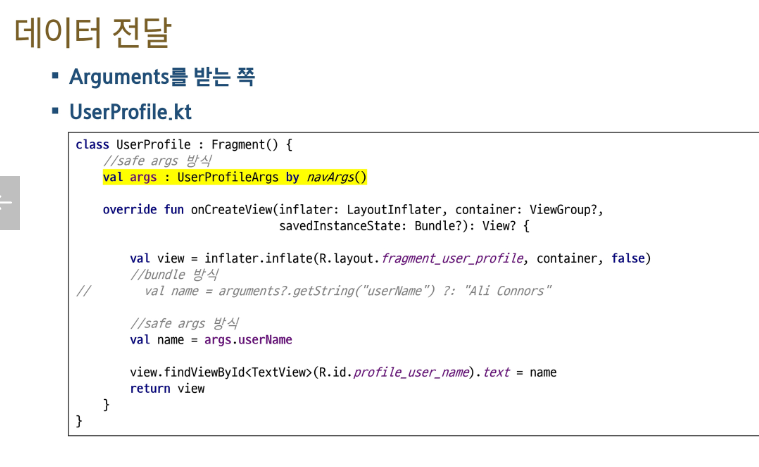 데이터 전달
▪ Arguments를 받는 쪽
▪ UserProfile.kt
class UserProfile : Fragment() {
//safe args 방식
val args : UserProfileArgs by navArgs()
override fun onCreateView(inflater: LayoutInflater, container: ViewGroup?,
savedInstanceState: Bundle?): View? {
val view = inflater.inflate(R.layout.fragment_user_profile, container, false)
//bundle 방식
// val name = arguments?.getString("userName") ?: "Ali Connors"
//safe args 방식
val name = args.userName
view.findViewById<TextView>(R.id.profile_user_name).text = name
return view
}
}